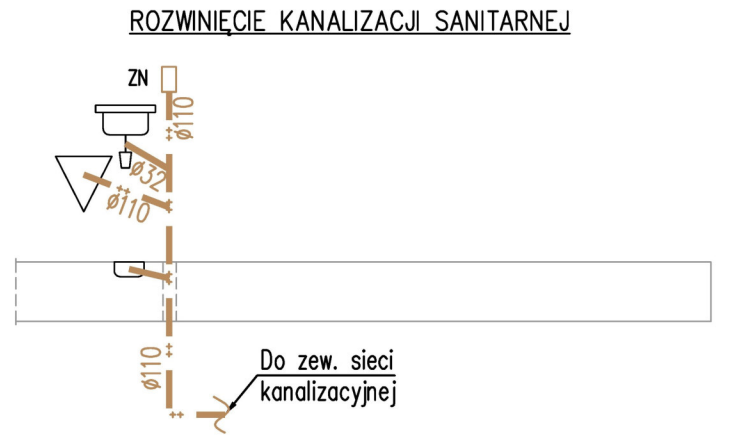 ROZWINIĘCIE KANALIZACJI SANITARNEJ
ZN
ø110
ø32
ø110
ø110
Do zew. sieci
kanalizacyjnej